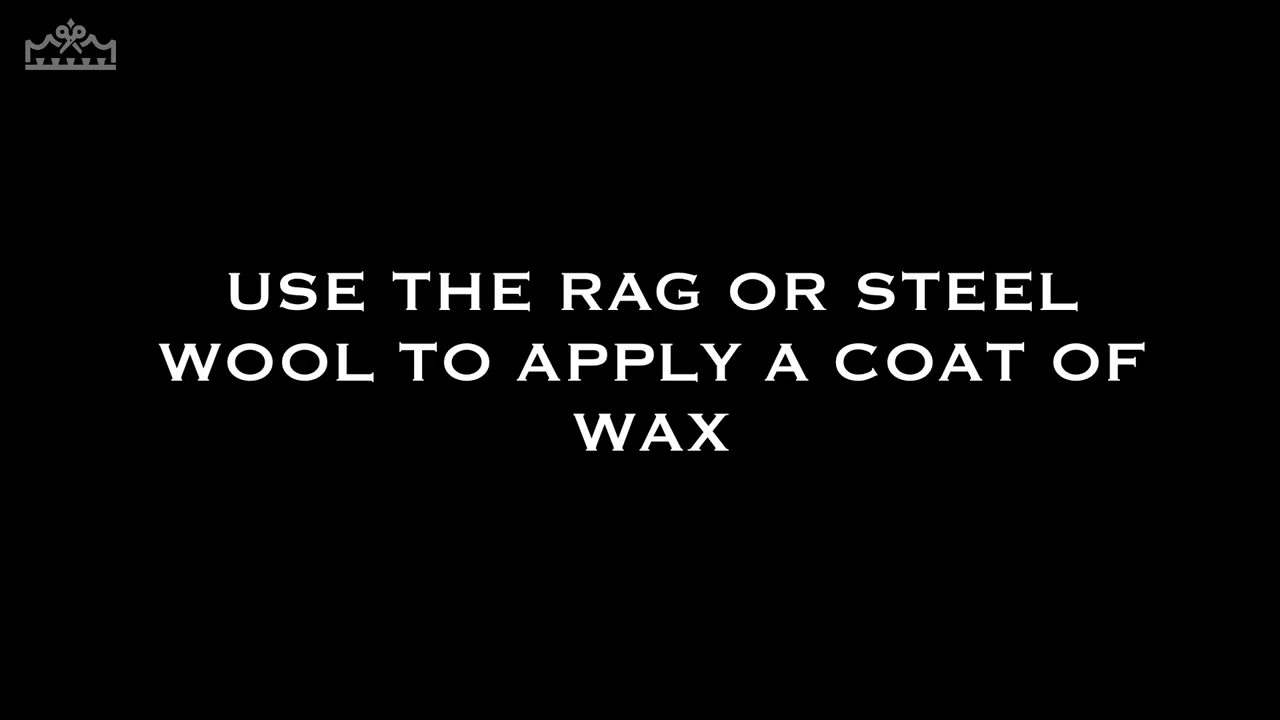 USE THE RAG OR STEEL
WOOL TO APPLY A COAT OF
WAX